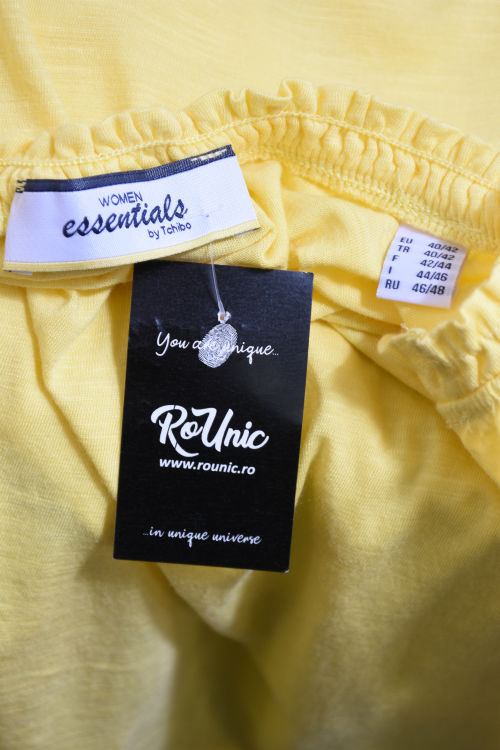 WOMEN
essentials
by Tchibo
EU 40/42
TR 40/42
F 42/44
I 44/46
RU 46/48
You are unique...
RoUnic
www.rounic.ro
...in unique universe